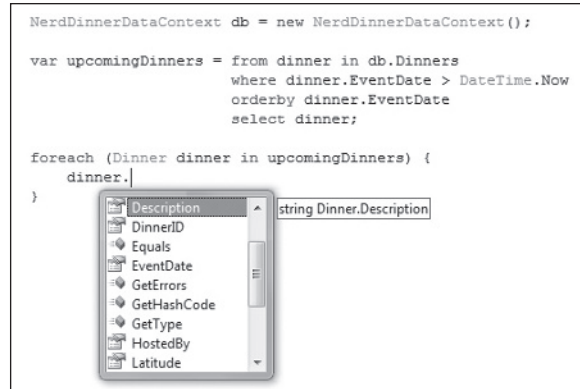 NerdDinnerDataContext db = new NerdDinnerDataContext();
var upcomingDinners = from dinner in db.Dinners
where dinner.EventDate > DateTime.Now
orderby dinner.EventDate
select dinner;
foreach (Dinner dinner in upcomingDinners) {
dinner.
}
Description
string Dinner.Description
DinnerID
Equals
EventDate
GetErrors
GetHashCode
GetType
HostedBy
Latitude